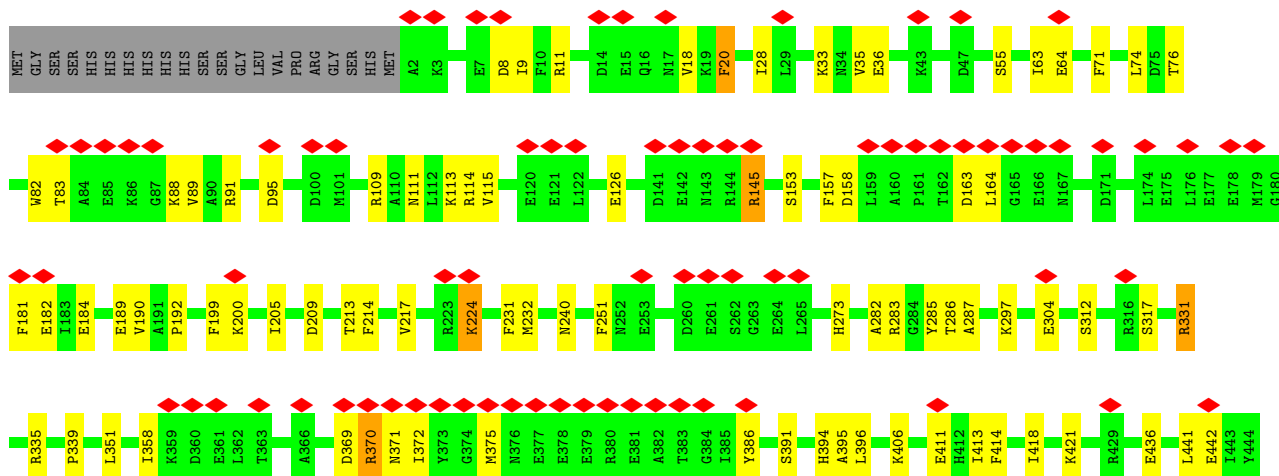 MET GLY SER SER HIS HIS HIS HIS HIS HIS SER SER GLY LEU VAL PRO ARG GLY SER HIS MET A2 K3 E7 D8 I9 F10 R11 D14 E15 Q16 N17 V18 K19 F20 I28 L29 K33 N34 V35 E36 K43 D47 S55 I63 E64 F71 L74 D75 T76
W82 T83 A84 E85 K86 G87 K88 V89 A90 R91 D95 D100 M101 R109 A110 N111 L112 K113 R114 V115 E120 E121 L122 E126 D141 E142 N143 R144 R145 S153 F157 D158 L159 A160 P161 T162 D163 L164 G165 E166 N167 D171 L174 E175 L176 E177 E178 M179 G180
F181 E182 I183 E184 E189 V190 A191 P192 F199 K200 I205 D209 T213 F214 V217 R223 K224 F231 M232 N240 F251 N252 E253 D260 E261 S262 G263 E264 L265 H273 A282 R283 G284 Y285 T286 A287 K297 E304 S312 R316 S317 R331
R335 P339 L351 I358 K359 D360 E361 L362 T363 A366 D369 R370 N371 I372 Y373 G374 M375 N376 E377 E378 E379 R380 E381 A382 T383 G384 I385 Y386 S391 H394 A395 L396 K406 E411 H412 I413 F414 I418 K421 R429 E436 L441 E442 I443 Y444